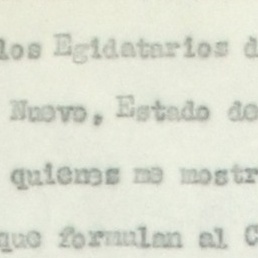 los Egidatarios d
Nuevo, Estado de
quienes me mostr
que formulan al C